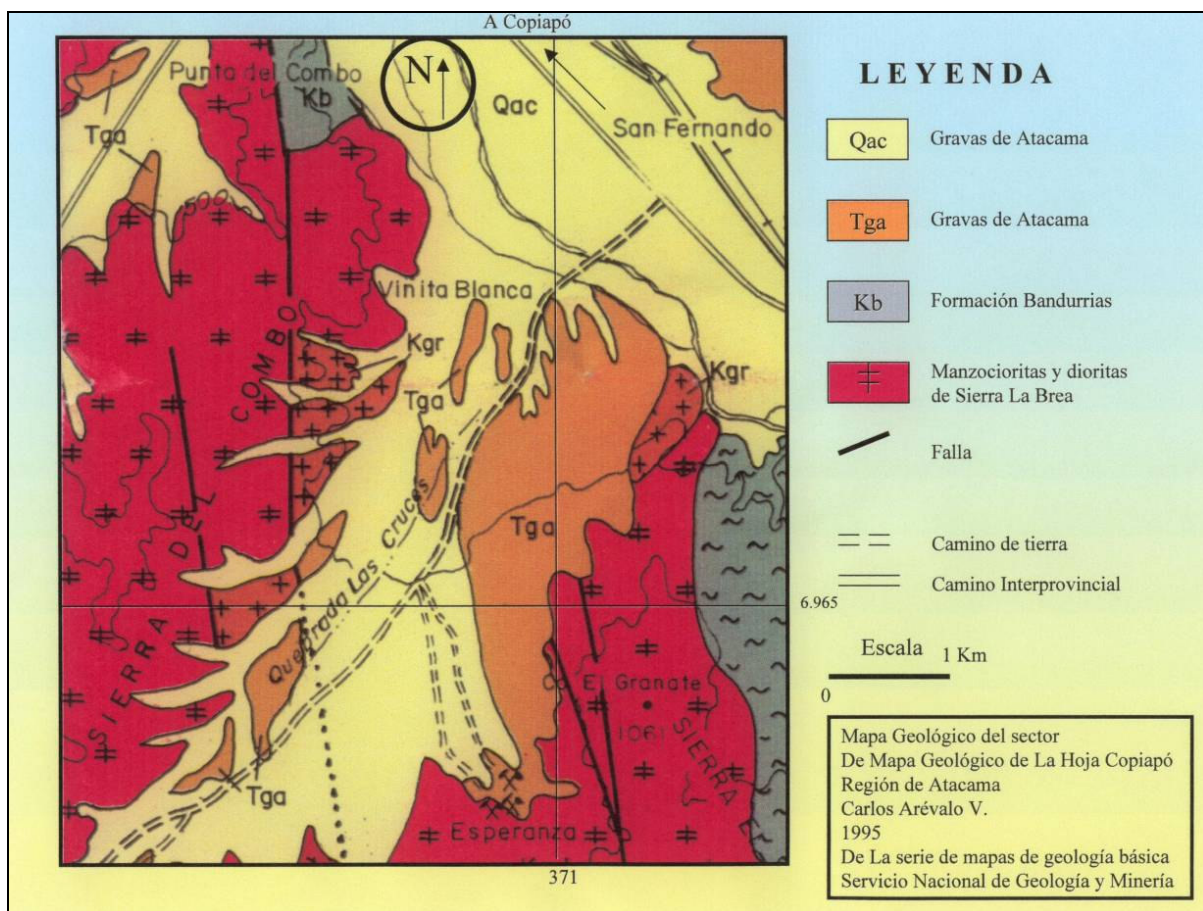 A Copiapó
N
Punta del Combo
Kb
Tga
Qac
San Fernando
500
Viñita Blanca
Kgr
Tga
Kgr
Tga
SIERRA DEL COMBO
Quebrada Las Cruces
Tga
Esperanza
Co El Granate
1061
SIERRA
6.965
371
LEYENDA
Qac Gravas de Atacama
Tga Gravas de Atacama
Kb Formación Bandurrias
Manzocioritas y dioritas
de Sierra La Brea
Falla
Camino de tierra
Camino Interprovincial
Escala
0 1 Km
Mapa Geológico del sector
De Mapa Geológico de La Hoja Copiapó
Región de Atacama
Carlos Arévalo V.
1995
De La serie de mapas de geología básica
Servicio Nacional de Geología y Minería